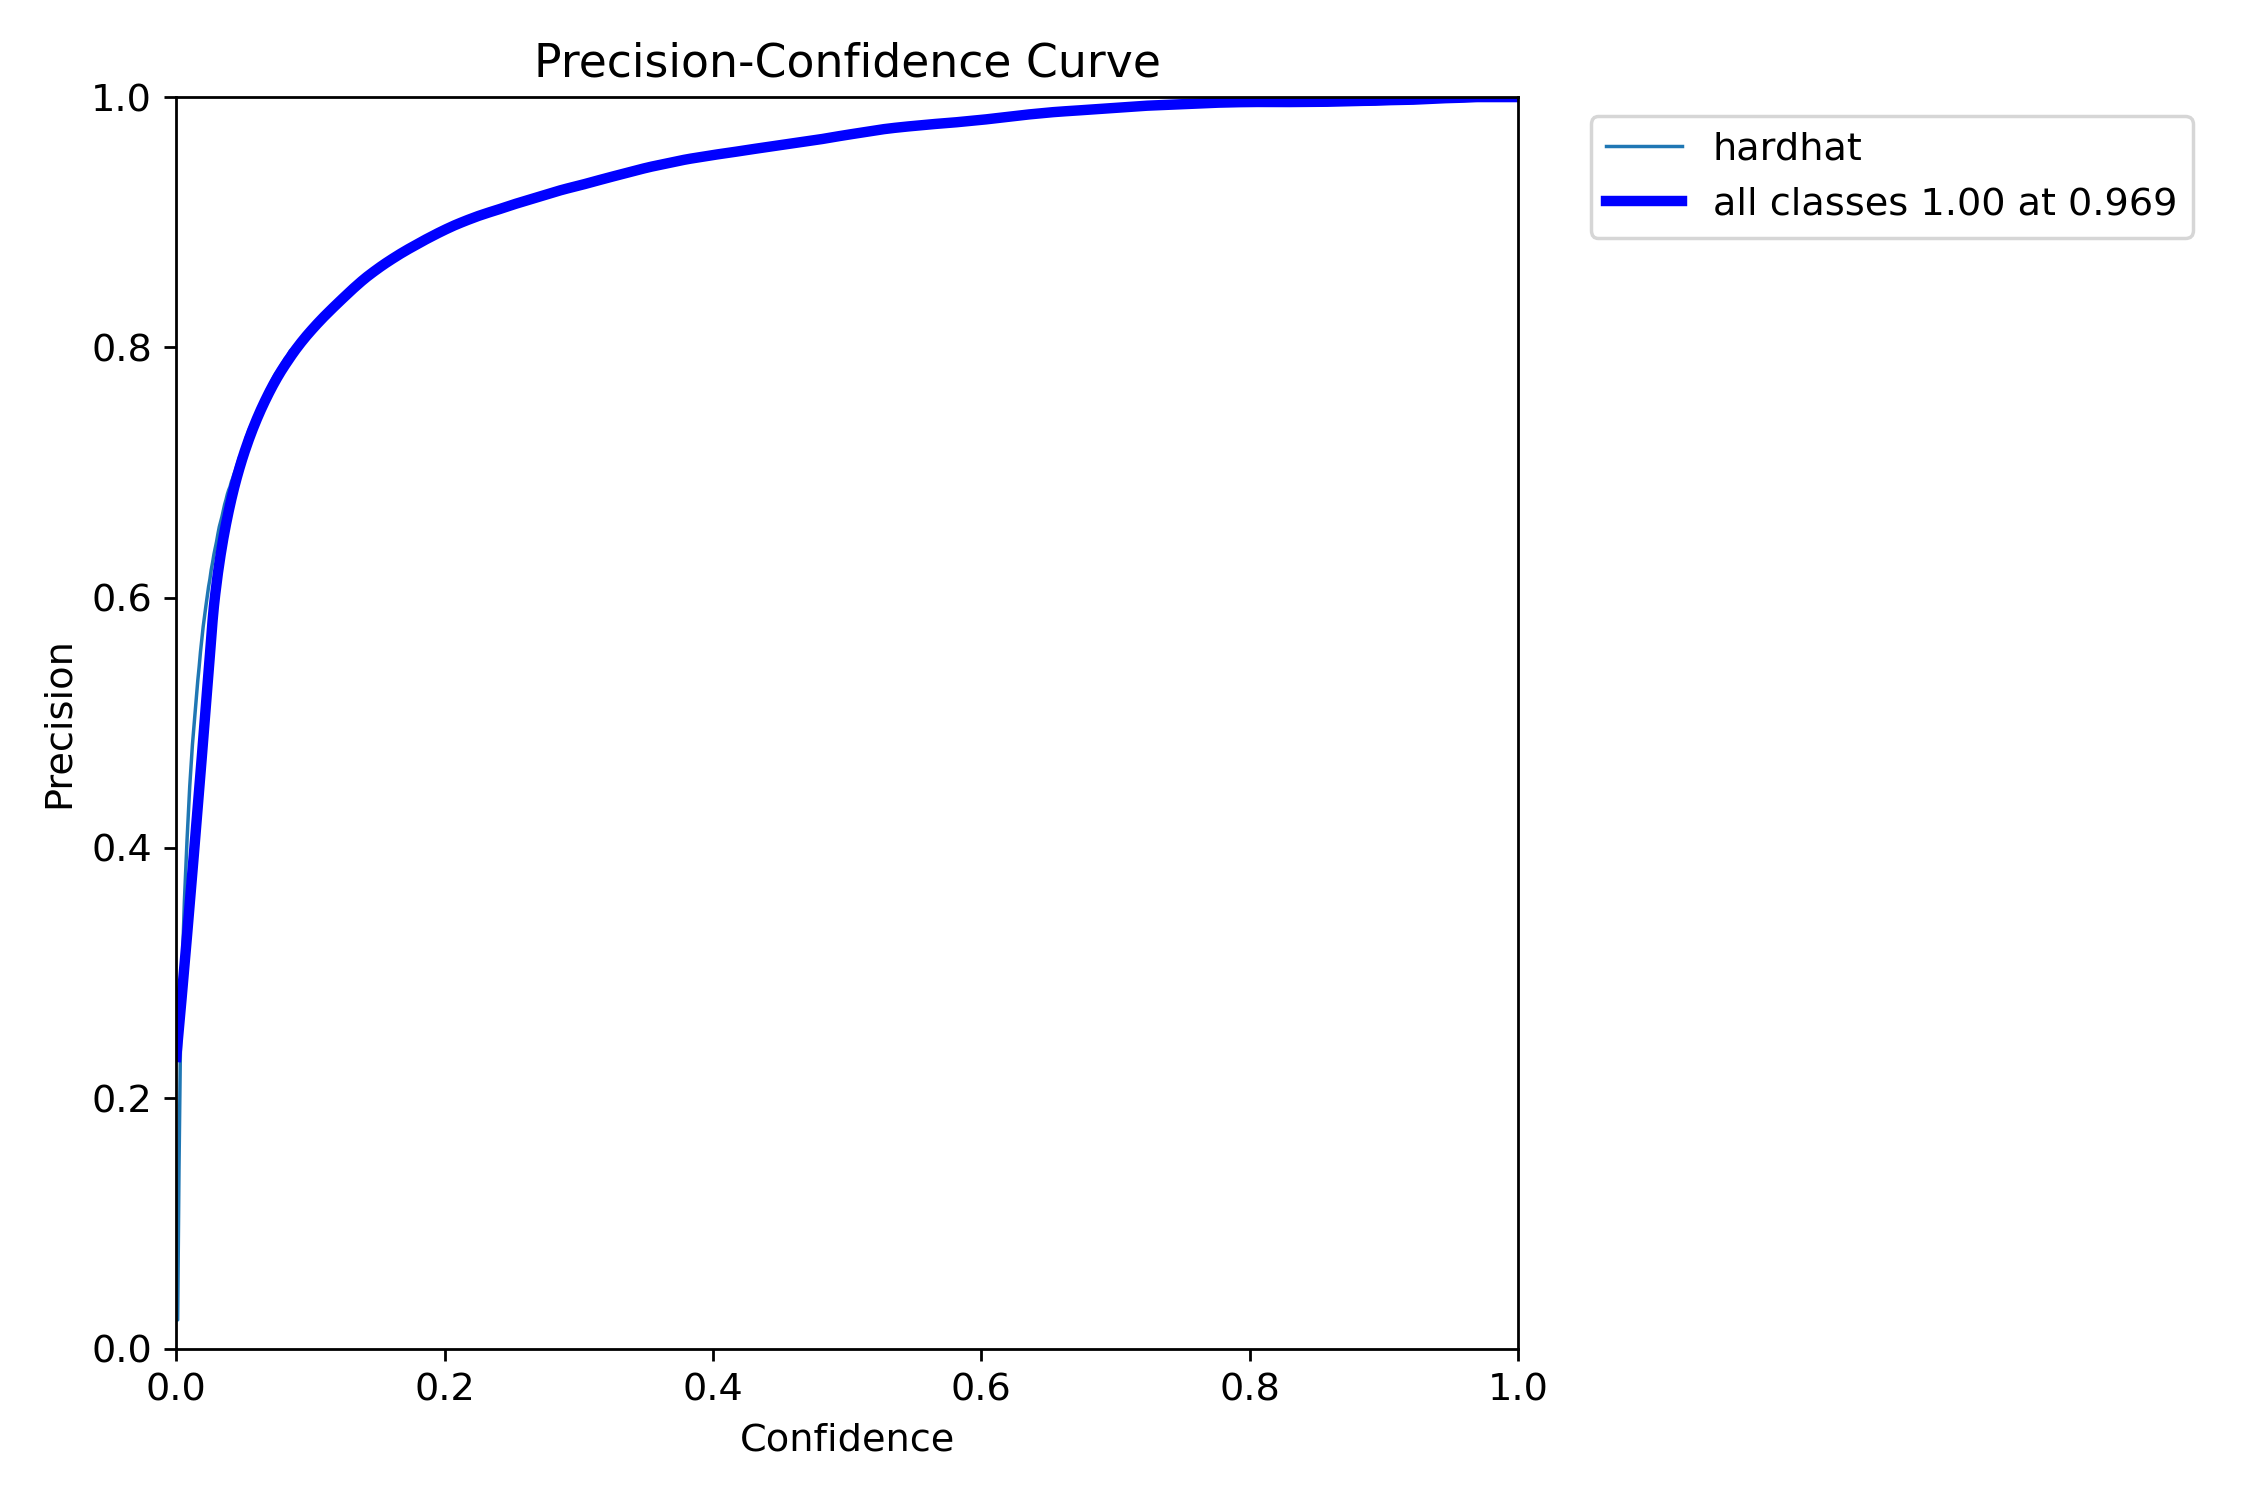 Precision-Confidence Curve
1.0
0.8
0.6
0.4
0.2
0.0
Precision
0.0 0.2 0.4 0.6 0.8 1.0
Confidence
hardhat
all classes 1.00 at 0.969